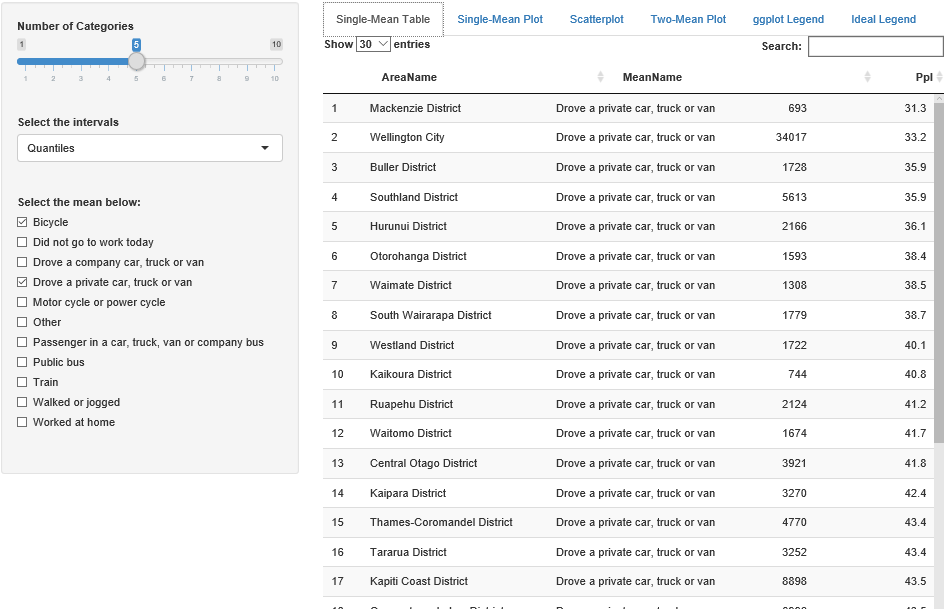 Number of Categories
1 5 10
1 2 3 4 5 6 7 8 9 10
Select the intervals
Quantiles
Select the mean below:
Bicycle
Did not go to work today
Drove a company car, truck or van
Drove a private car, truck or van
Motor cycle or power cycle
Other
Passenger in a car, truck, van or company bus
Public bus
Train
Walked or jogged
Worked at home
Single-Mean Table Single-Mean Plot Scatterplot Two-Mean Plot ggplot Legend Ideal Legend
Show 30 entries Search:
AreaName MeanName Ppl
1 Mackenzie District Drove a private car, truck or van 693 31.3
2 Wellington City Drove a private car, truck or van 34017 33.2
3 Buller District Drove a private car, truck or van 1728 35.9
4 Southland District Drove a private car, truck or van 5613 35.9
5 Hurunui District Drove a private car, truck or van 2166 36.1
6 Otorohanga District Drove a private car, truck or van 1593 38.4
7 Waimate District Drove a private car, truck or van 1308 38.5
8 South Wairarapa District Drove a private car, truck or van 1779 38.7
9 Westland District Drove a private car, truck or van 1722 40.1
10 Kaikoura District Drove a private car, truck or van 744 40.8
11 Ruapehu District Drove a private car, truck or van 2124 41.2
12 Waitomo District Drove a private car, truck or van 1674 41.7
13 Central Otago District Drove a private car, truck or van 3921 41.8
14 Kaipara District Drove a private car, truck or van 3270 42.4
15 Thames-Coromandel District Drove a private car, truck or van 4770 43.4
16 Tararua District Drove a private car, truck or van 3252 43.4
17 Kapiti Coast District Drove a private car, truck or van 8898 43.5